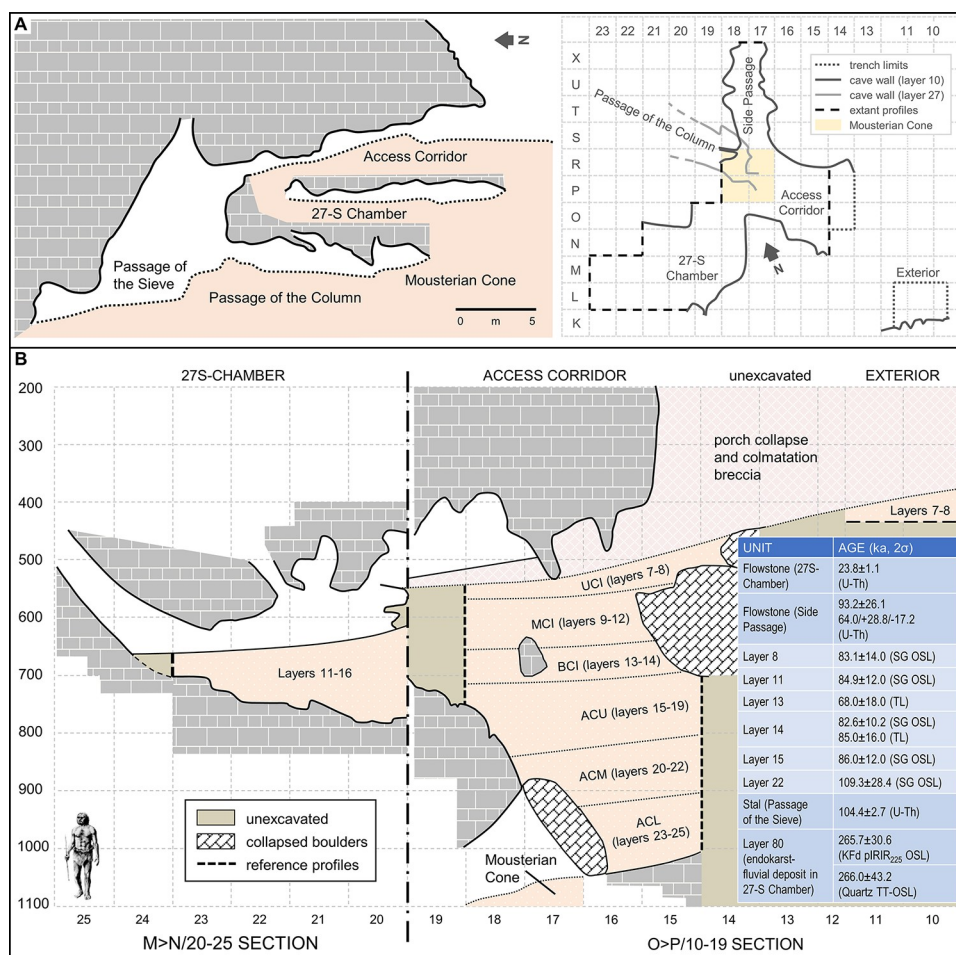 A
N
Access Corridor
27-S Chamber
Passage of
the Sieve
Passage of the Column
Mousterian Cone
0 m 5
23 22 21 20 19 18 17 16 15 14 13 12 11 10
X
U
T
S
R
P
O
N
M
L
K
Passage of the Column
Side Passage
Access
Corridor
27-S
Chamber
N
Exterior
trench limits
cave wall (layer 10)
cave wall (layer 27)
extant profiles
Mousterian Cone
B
27S-CHAMBER
ACCESS CORRIDOR
unexcavated
EXTERIOR
200
300
400
500
600
700
800
900
1000
1100
porch collapse
and colmatation
breccia
Layers 7-8
UCI (layers 7-8)
MCI (layers 9-12)
BCI (layers 13-14)
Layers 11-16
ACU (layers 15-19)
ACM (layers 20-22)
ACL
(layers 23-25)
Mousterian
Cone
unexcavated
collapsed boulders
reference profiles
UNIT AGE (ka, 2σ)
Flowstone (27S-
Chamber)
23.8±1.1
(U-Th)
Flowstone (Side
Passage)
93.2±26.1
64.0/+28.8/-17.2
(U-Th)
Layer 8 83.1±14.0 (SG OSL)
Layer 11 84.9±12.0 (SG OSL)
Layer 13 68.0±18.0 (TL)
Layer 14
82.6±10.2 (SG OSL)
85.0±16.0 (TL)
Layer 15 86.0±12.0 (SG OSL)
Layer 22 109.3±28.4 (SG OSL)
Stal (Passage
of the Sieve)
104.4±2.7 (U-Th)
Layer 80
(endokarst-
fluvial deposit in
27-S Chamber)
265.7±30.6
(KFd pIRIR225 OSL)
266.0±43.2
(Quartz TT-OSL)
25 24 23 22 21 20 19 18 17 16 15 14 13 12 11 10
M>N/20-25 SECTION
O>P/10-19 SECTION